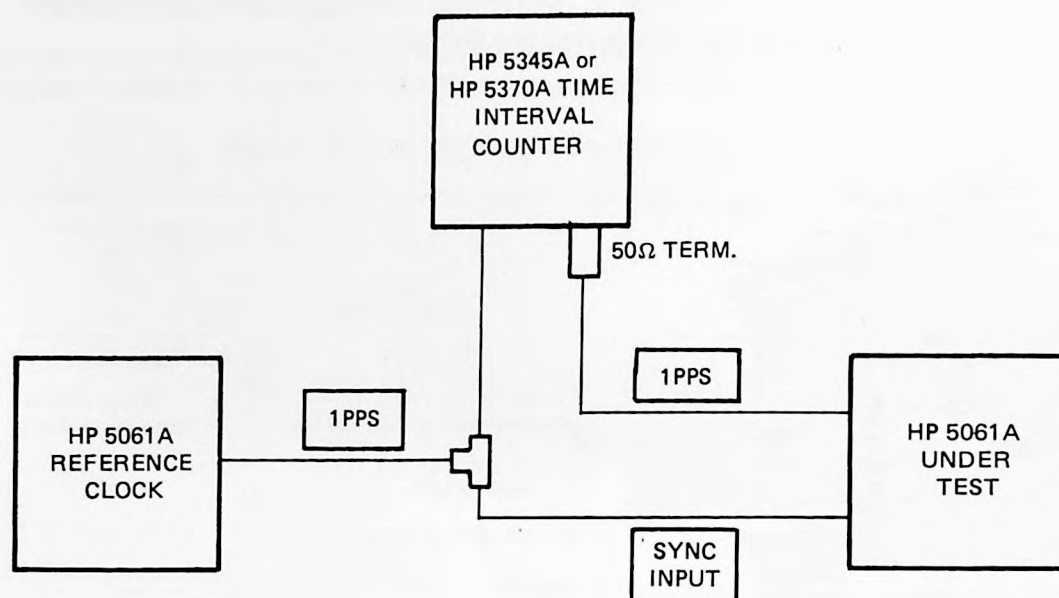 HP 5345A or
HP 5370A TIME
INTERVAL
COUNTER
50Ω TERM.
1PPS
1PPS
HP 5061A
REFERENCE
CLOCK
HP 5061A
UNDER
TEST
SYNC
INPUT